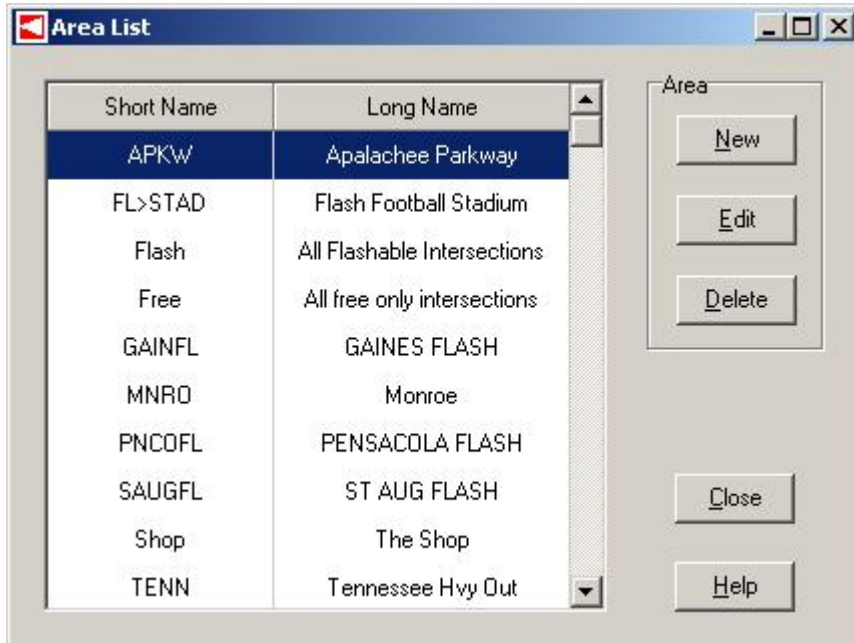 Area List
Short Name Long Name
APKW Apalachee Parkway
FL>STAD Flash Football Stadium
Flash All Flashable Intersections
Free All free only intersections
GAINFL GAINES FLASH
MNRO Monroe
PNCOFL PENSACOLA FLASH
SAUGFL ST AUG FLASH
Shop The Shop
TENN Tennessee Hvy Out
Area
New
Edit
Delete
Close
Help